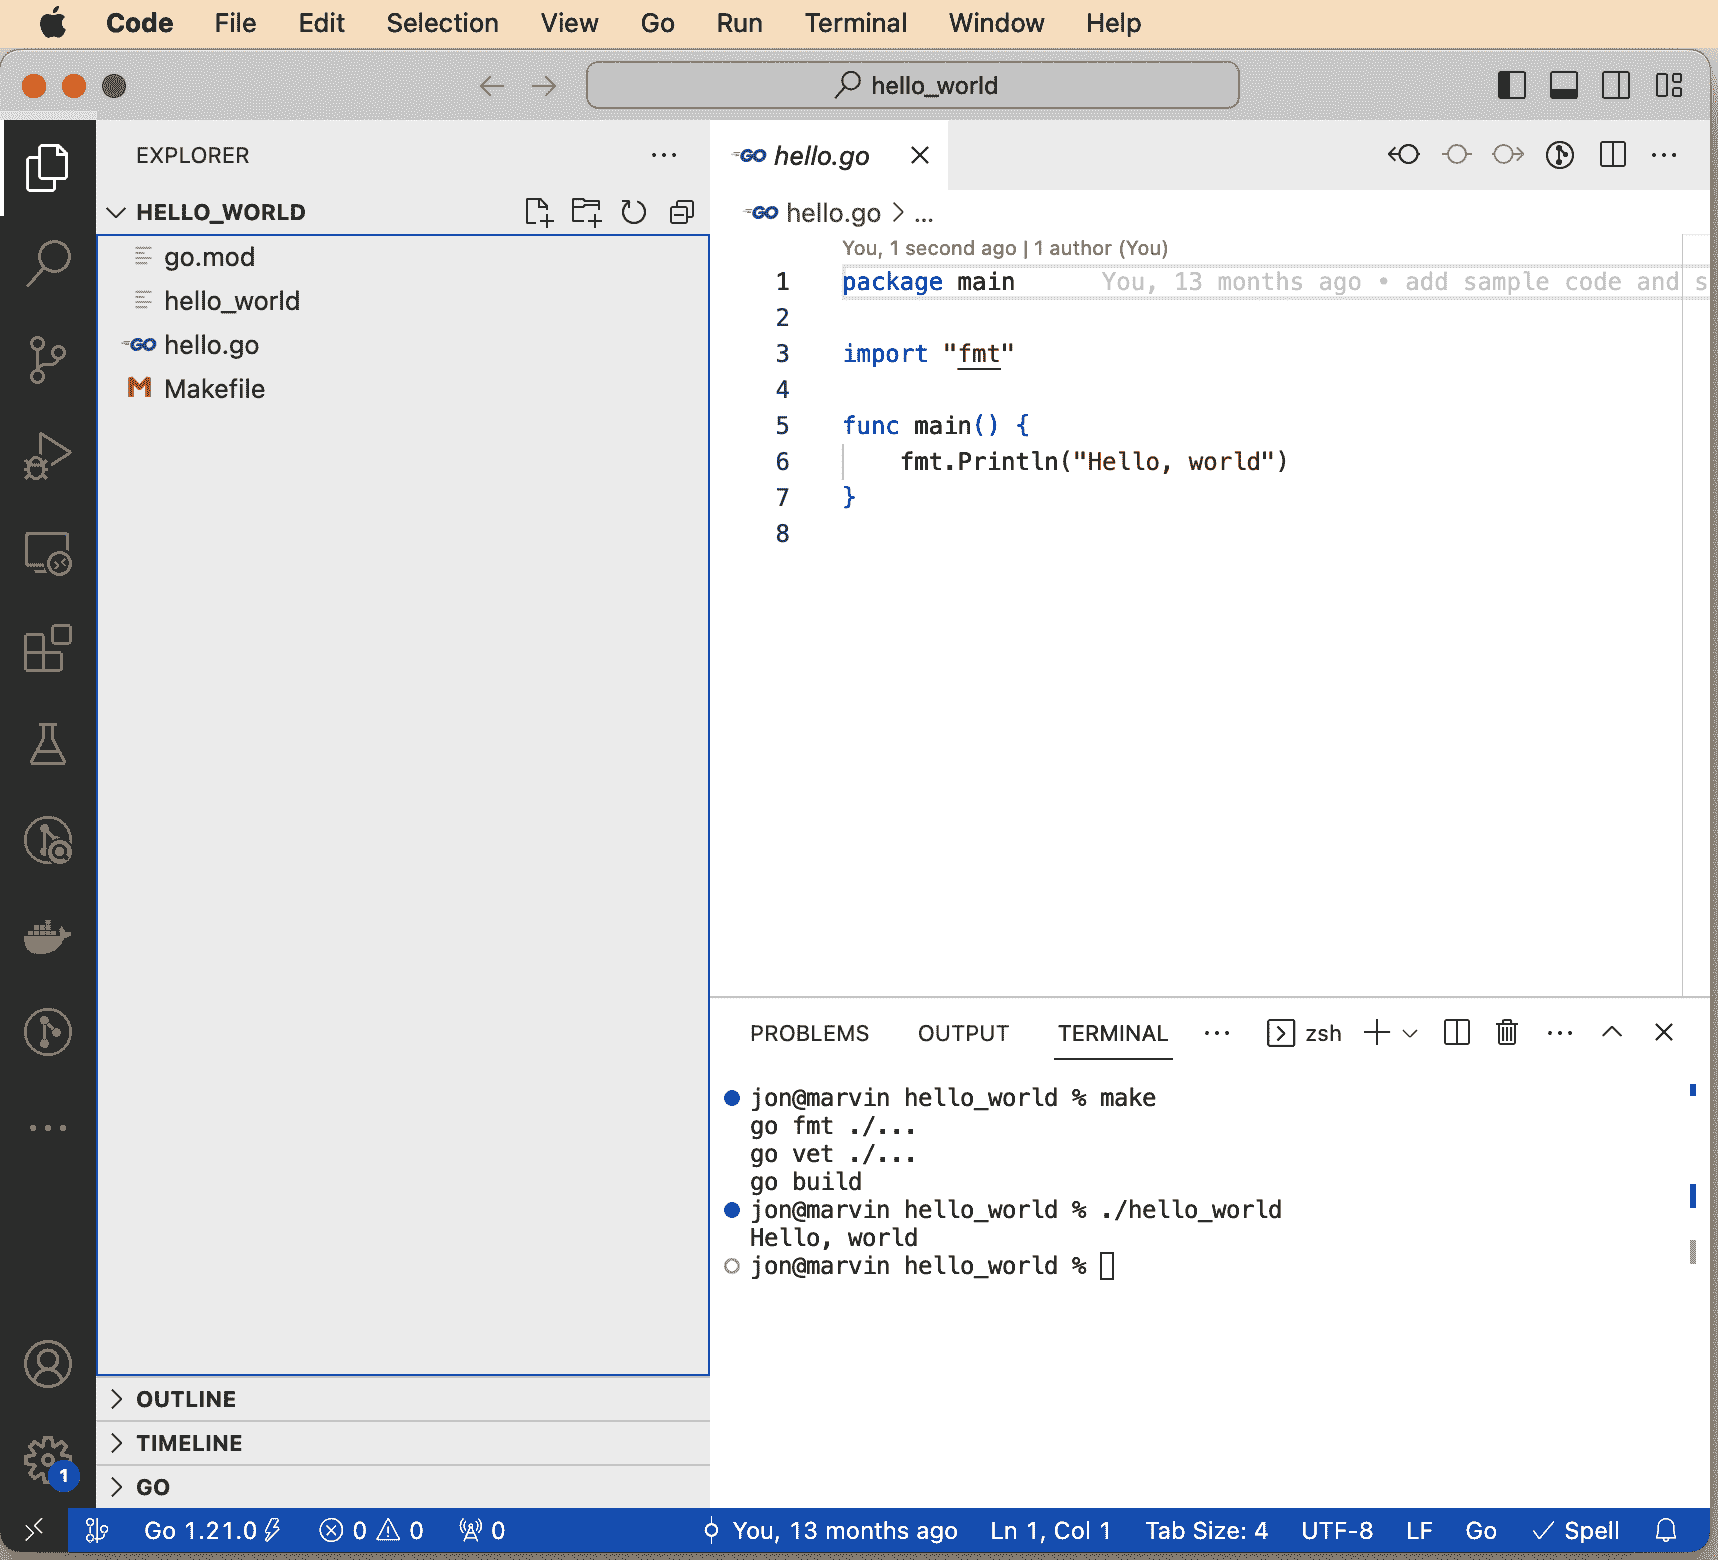 Code File Edit Selection View Go Run Terminal Window Help
hello_world
EXPLORER
HELLO_WORLD
go.mod
hello_world
GO hello.go
M Makefile
OUTLINE
TIMELINE
GO
GO hello.go
GO hello.go > ...
You, 1 second ago | 1 author (You)
1 package main You, 13 months ago • add sample code and s
2
3 import "fmt"
4
5 func main() {
6 fmt.Println("Hello, world")
7 }
8
PROBLEMS OUTPUT TERMINAL ... zsh
jon@marvin hello_world % make
go fmt ./...
go vet ./...
go build
jon@marvin hello_world % ./hello_world
Hello, world
jon@marvin hello_world %
1
Go 1.21.0 0 0 0 You, 13 months ago Ln 1, Col 1 Tab Size: 4 UTF-8 LF Go Spell